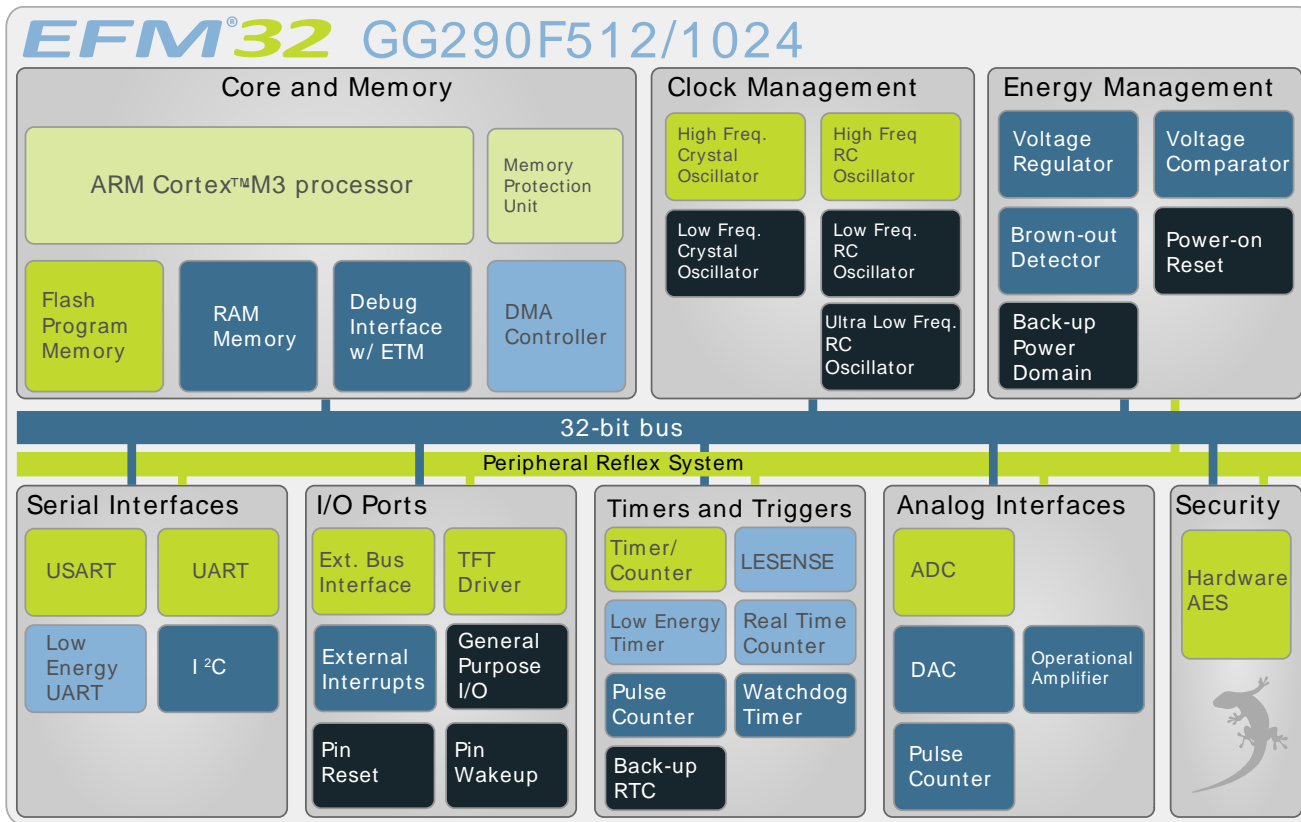 EFM®32 GG290F512/1024
Core and Memory
ARM Cortex™M3 processor
Memory
Protection
Unit
Flash
Program
Memory
RAM
Memory
Debug
Interface
w/ ETM
DMA
Controller
Clock Management
High Freq.
Crystal
Oscillator
High Freq
RC
Oscillator
Low Freq.
Crystal
Oscillator
Low Freq.
RC
Oscillator
Ultra Low Freq.
RC
Oscillator
Energy Management
Voltage
Regulator
Voltage
Comparator
Brown-out
Detector
Power-on
Reset
Back-up
Power
Domain
32-bit bus
Peripheral Reflex System
Serial Interfaces
USART
UART
Low
Energy
UART
I²C
I/O Ports
Ext. Bus
Interface
TFT
Driver
External
Interrupts
General
Purpose
I/O
Pin
Reset
Pin
Wakeup
Timers and Triggers
Timer/
Counter
LESENSE
Low Energy
Timer
Real Time
Counter
Pulse
Counter
Watchdog
Timer
Back-up
RTC
Analog Interfaces
ADC
DAC
Operational
Amplifier
Pulse
Counter
Security
Hardware
AES